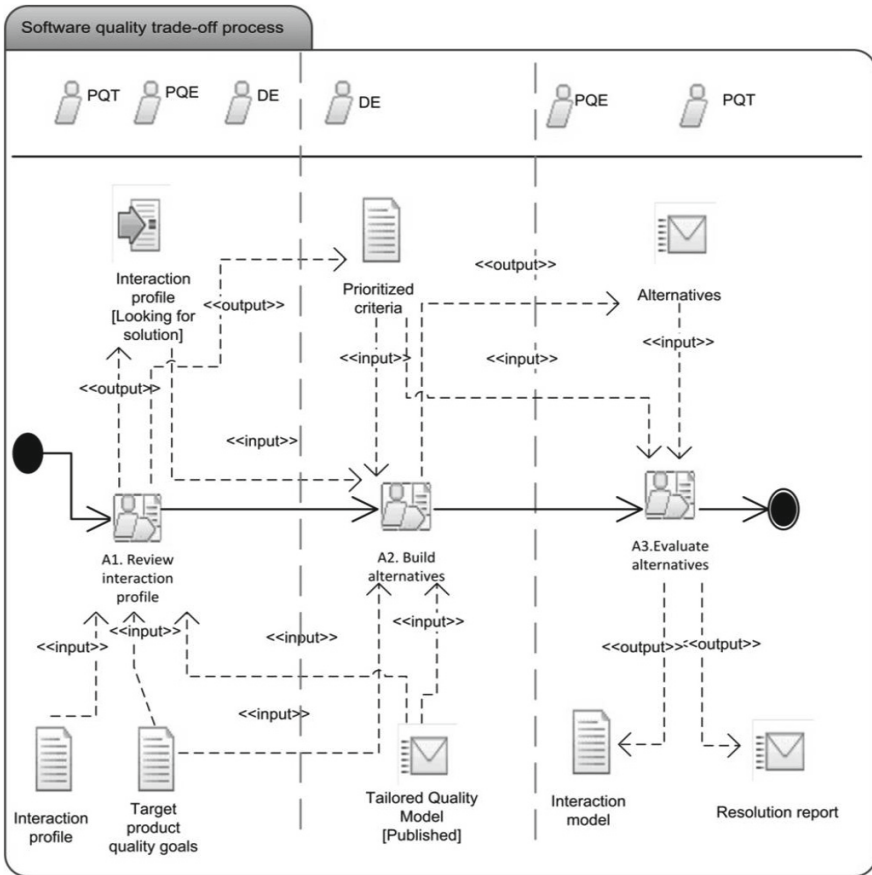 Software quality trade-off process
PQT
PQE
DE
DE
PQE
PQT
Interaction
profile
[Looking for
solution]
<<output>>
Prioritized
criteria
<<output>>
Alternatives
<<output>>
<<input>>
<<input>>
<<input>>
<<input>>
A1. Review
interaction
profile
A2. Build
alternatives
A3.Evaluate
alternatives
<<input>>
<<input>>
<<input>>
<<input>>
<<input>>
<<output>>
<<output>>
Interaction
profile
Target
product
quality goals
Tailored Quality
Model
[Published]
Interaction
model
Resolution report